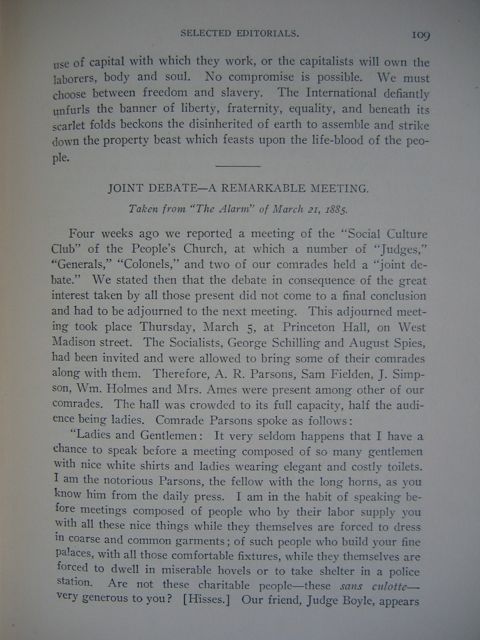 SELECTED EDITORIALS. 109
use of capital with which they work, or the capitalists will own the
laborers, body and soul. No compromise is possible. We must
choose between freedom and slavery. The International defiantly
unfurls the banner of liberty, fraternity, equality, and beneath its
scarlet folds beckons the disinherited of earth to assemble and strike
down the property beast which feasts upon the life-blood of the peo-
ple.
JOINT DEBATE—A REMARKABLE MEETING.
Taken from "The Alarm" of March 21, 1885.
Four weeks ago we reported a meeting of the "Social Culture
Club" of the People's Church, at which a number of "Judges,"
"Generals," "Colonels," and two of our comrades held a "joint de-
bate." We stated then that the debate in consequence of the great
interest taken by all those present did not come to a final conclusion
and had to be adjourned to the next meeting. This adjourned meet-
ing took place Thursday, March 5, at Princeton Hall, on West
Madison street. The Socialists, George Schilling and August Spies,
had been invited and were allowed to bring some of their comrades
along with them. Therefore, A. R. Parsons, Sam Fielden, J. Simp-
son, Wm. Holmes and Mrs. Ames were present among other of our
comrades. The hall was crowded to its full capacity, half the audi-
ence being ladies. Comrade Parsons spoke as follows:
"Ladies and Gentlemen: It very seldom happens that I have a
chance to speak before a meeting composed of so many gentlemen
with nice white shirts and ladies wearing elegant and costly toilets.
I am the notorious Parsons, the fellow with the long horns, as you
know him from the daily press. I am in the habit of speaking be-
fore meetings composed of people who by their labor supply you
with all these nice things while they themselves are forced to dress
in coarse and common garments; of such people who build your fine
palaces, with all those comfortable fixtures, while they themselves are
forced to dwell in miserable hovels or to take shelter in a police
station. Are not these charitable people—these sans culotte—
very generous to you? [Hisses.] Our friend, Judge Boyle, appears